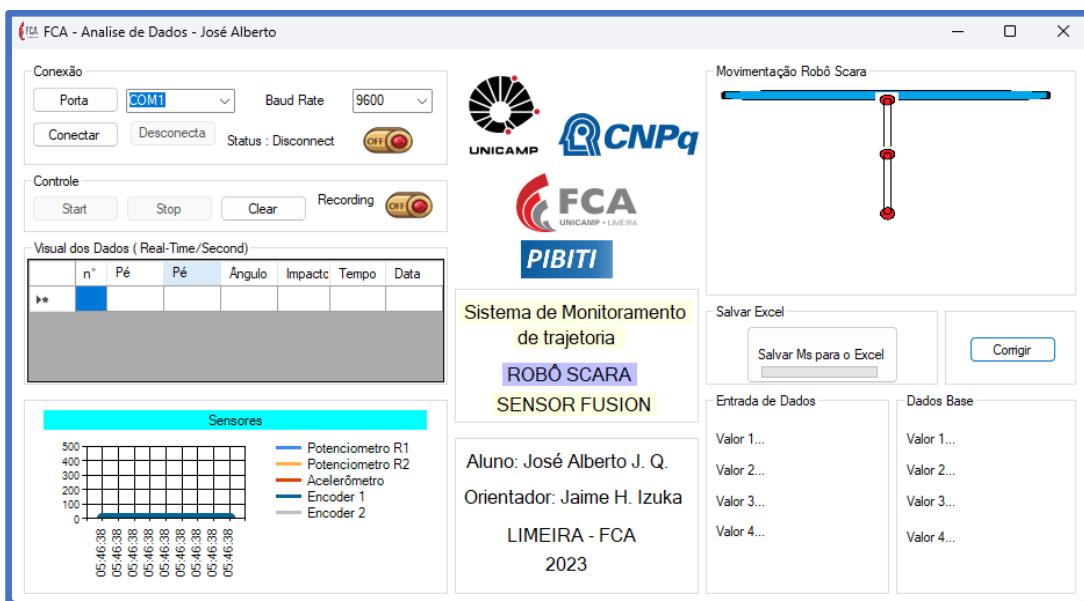 FCA - Analise de Dados - José Alberto
Conexão
Porta
COM1
Baud Rate
9600
Conectar
Desconecta
Status : Disconnect
OFF
Controle
Start
Stop
Clear
Recording
OFF
Visual dos Dados ( Real-Time/Second)
n° Pé Pé Angulo Impacto Tempo Data
Sensores
500
400
300
200
100
0
05:46:38
05:46:38
05:46:38
05:46:38
05:46:38
05:46:38
05:46:38
05:46:38
05:46:38
Potenciometro R1
Potenciometro R2
Acelerômetro
Encoder 1
Encoder 2
UNICAMP
CNPq
FCA
UNICAMP • LIMEIRA
PIBITI
Sistema de Monitoramento
de trajetoria
ROBÔ SCARA
SENSOR FUSION
Aluno: José Alberto J. Q.
Orientador: Jaime H. Izuka
LIMEIRA - FCA
2023
Movimentação Robô Scara
Salvar Excel
Salvar Ms para o Excel
Corrigir
Entrada de Dados
Valor 1...
Valor 2...
Valor 3...
Valor 4...
Dados Base
Valor 1...
Valor 2...
Valor 3...
Valor 4...